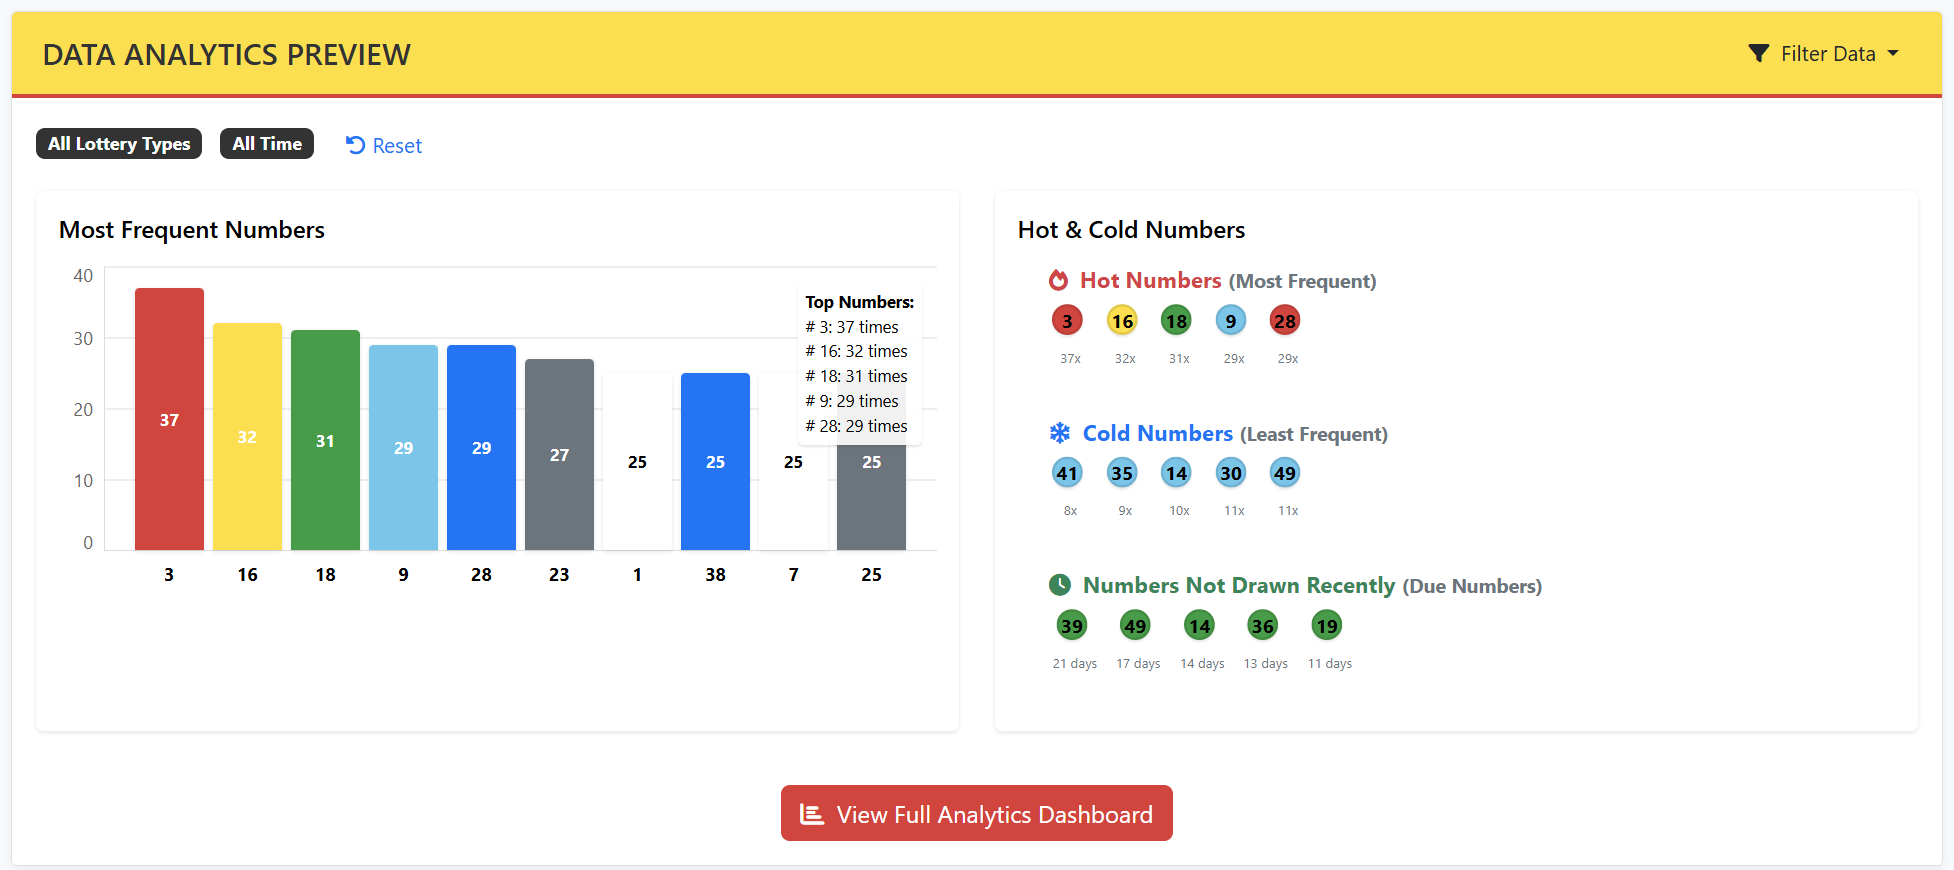 DATA ANALYTICS PREVIEW
Filter Data
All Lottery Types
All Time
Reset
Most Frequent Numbers
40
30
20
10
0
37
32
31
29
29
27
25
25
25
25
3
16
18
9
28
23
1
38
7
25
Top Numbers:
# 3: 37 times
# 16: 32 times
# 18: 31 times
# 9: 29 times
# 28: 29 times
Hot & Cold Numbers
Hot Numbers (Most Frequent)
3 16 18 9 28
37x 32x 31x 29x 29x
Cold Numbers (Least Frequent)
41 35 14 30 49
8x 9x 10x 11x 11x
Numbers Not Drawn Recently (Due Numbers)
39 49 14 36 19
21 days 17 days 14 days 13 days 11 days
View Full Analytics Dashboard